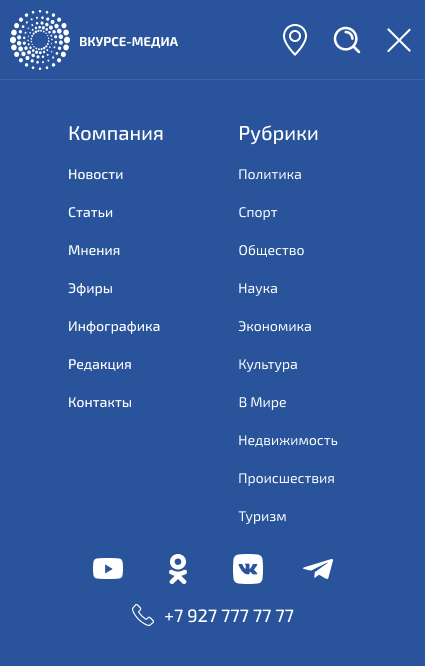 ВКУРСЕ-МЕДИА
Компания
Новости
Статьи
Мнения
Эфиры
Инфографика
Редакция
Контакты
Рубрики
Политика
Спорт
Общество
Наука
Экономика
Культура
В Мире
Недвижимость
Происшествия
Туризм
+7 927 777 77 77